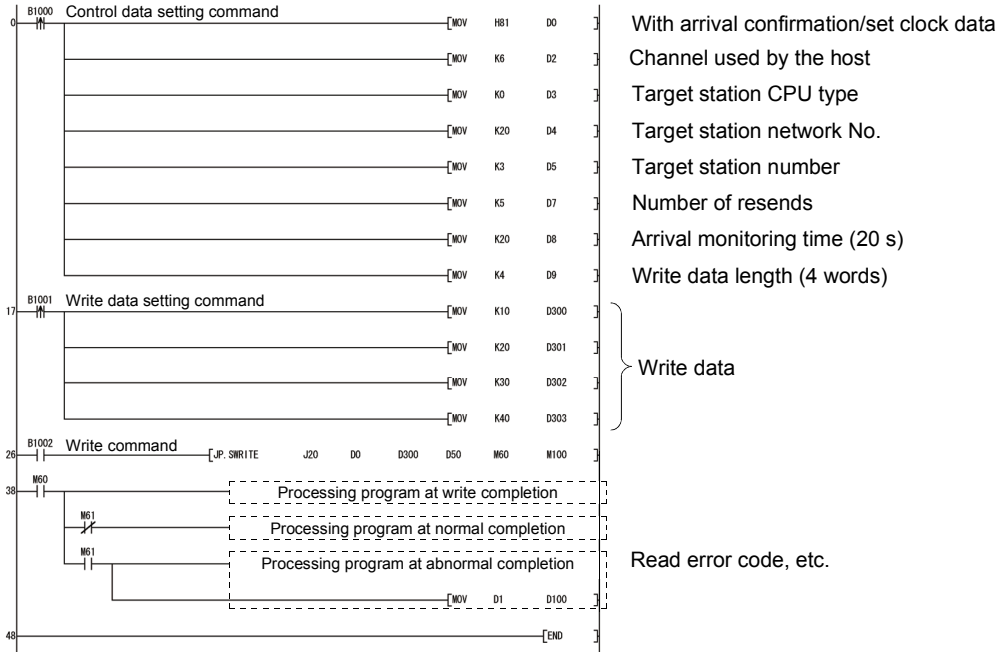 B1000 Control data setting command
0 MOV H81 D0 With arrival confirmation/set clock data
MOV K6 D2 Channel used by the host
MOV K0 D3 Target station CPU type
MOV K20 D4 Target station network No.
MOV K3 D5 Target station number
MOV K5 D7 Number of resends
MOV K20 D8 Arrival monitoring time (20 s)
MOV K4 D9 Write data length (4 words)
B1001 Write data setting command
17 MOV K10 D300
MOV K20 D301
Write data
MOV K30 D302
MOV K40 D303
B1002 Write command
26 JP.SWRITE J20 D0 D300 D50 M60 M100
M60
38 Processing program at write completion
M61
Processing program at normal completion
M61
Processing program at abnormal completion Read error code, etc.
MOV D1 D100
48 END